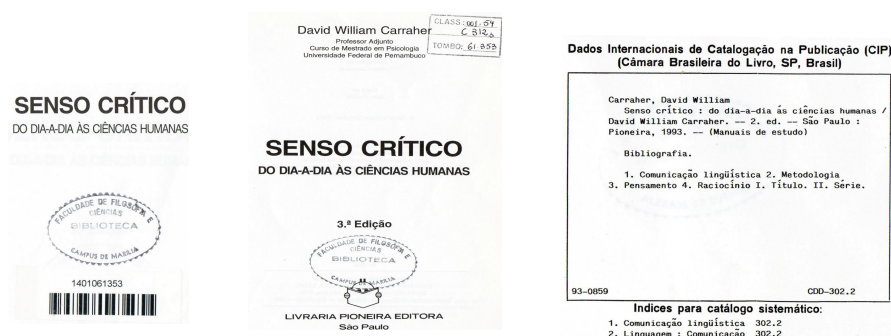 SENSO CRÍTICO
DO DIA-A-DIA ÀS CIÊNCIAS HUMANAS
FACULDADE DE FILOSOFIA E
CIÊNCIAS
BIBLIOTECA
CAMPUS DE MARÍLIA
1401061353
David William Carraher
Professor Adjunto
Curso de Mestrado em Psicologia
Universidade Federal de Pernambuco
CLASS.: 001.54
C 312s
TOMBO: 61.353
SENSO CRÍTICO
DO DIA-A-DIA ÀS CIÊNCIAS HUMANAS
3.ª Edição
FACULDADE DE FILOSOFIA E
CIÊNCIAS
BIBLIOTECA
CAMPUS DE MARÍLIA
LIVRARIA PIONEIRA EDITORA
São Paulo
Dados Internacionais de Catalogação na Publicação (CIP)
(Câmara Brasileira do Livro, SP, Brasil)
Carraher, David William
Senso crítico : do dia-a-dia às ciências humanas /
David William Carraher. -- 2. ed. -- São Paulo :
Pioneira, 1993. -- (Manuais de estudo)
Bibliografia.
1. Comunicação lingüística 2. Metodologia
3. Pensamento 4. Raciocínio I. Título. II. Série.
93-0859 CDD-302.2
Indices para catálogo sistemático:
1. Comunicação lingüística 302.2
2. Linguagem : Comunicação 302.2